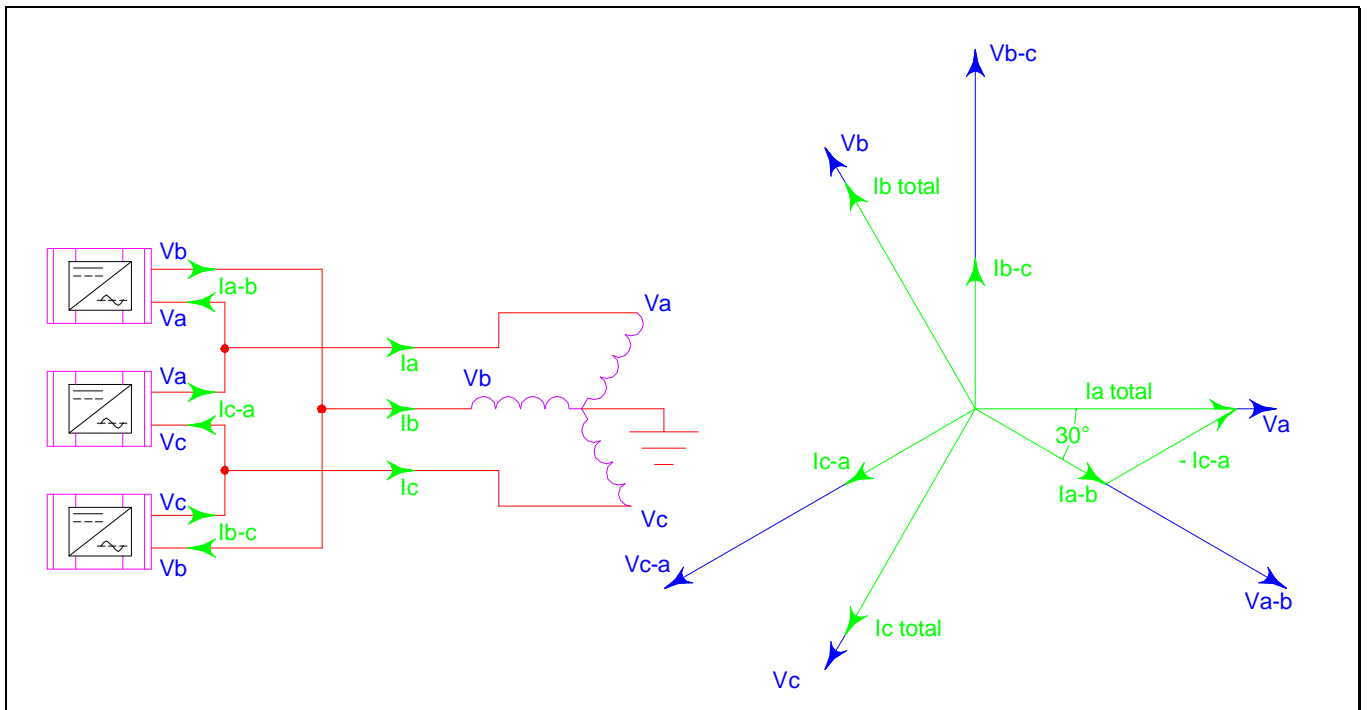 Vb
Ia-b
Va
Va
Ic-a
Vc
Vc
Ib-c
Vb
Va
Ia
Vb
Ib
Ic
Vc
Vb-c
Vb
Ib total
Ib-c
Ia total
Va
30°
Ic-a
- Ic-a
Ia-b
Vc-a
Va-b
Ic total
Vc